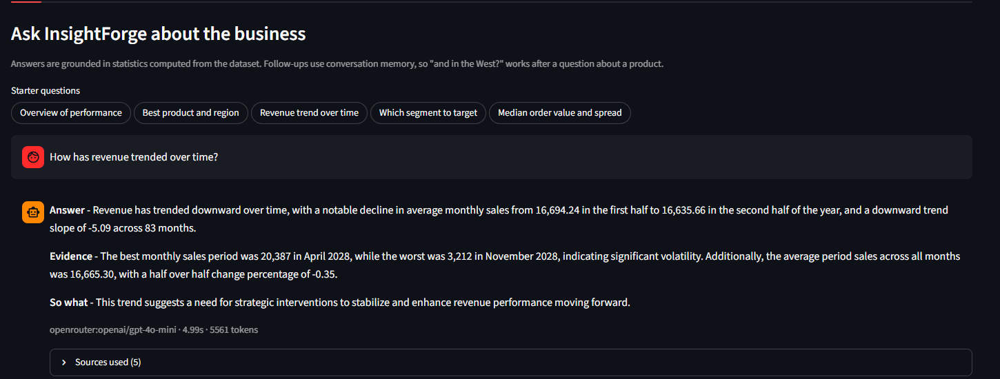 Ask InsightForge about the business
Answers are grounded in statistics computed from the dataset. Follow-ups use conversation memory, so "and in the West?" works after a question about a product.
Starter questions
Overview of performance
Best product and region
Revenue trend over time
Which segment to target
Median order value and spread
How has revenue trended over time?
Answer - Revenue has trended downward over time, with a notable decline in average monthly sales from 16,694.24 in the first half to 16,635.66 in the second half of the year, and a downward trend
slope of -5.09 across 83 months.
Evidence - The best monthly sales period was 20,387 in April 2028, while the worst was 3,212 in November 2028, indicating significant volatility. Additionally, the average period sales across all months
was 16,665.30, with a half over half change percentage of -0.35.
So what - This trend suggests a need for strategic interventions to stabilize and enhance revenue performance moving forward.
openrouter:openai/gpt-4o-mini · 4.99s · 5561 tokens
Sources used (5)